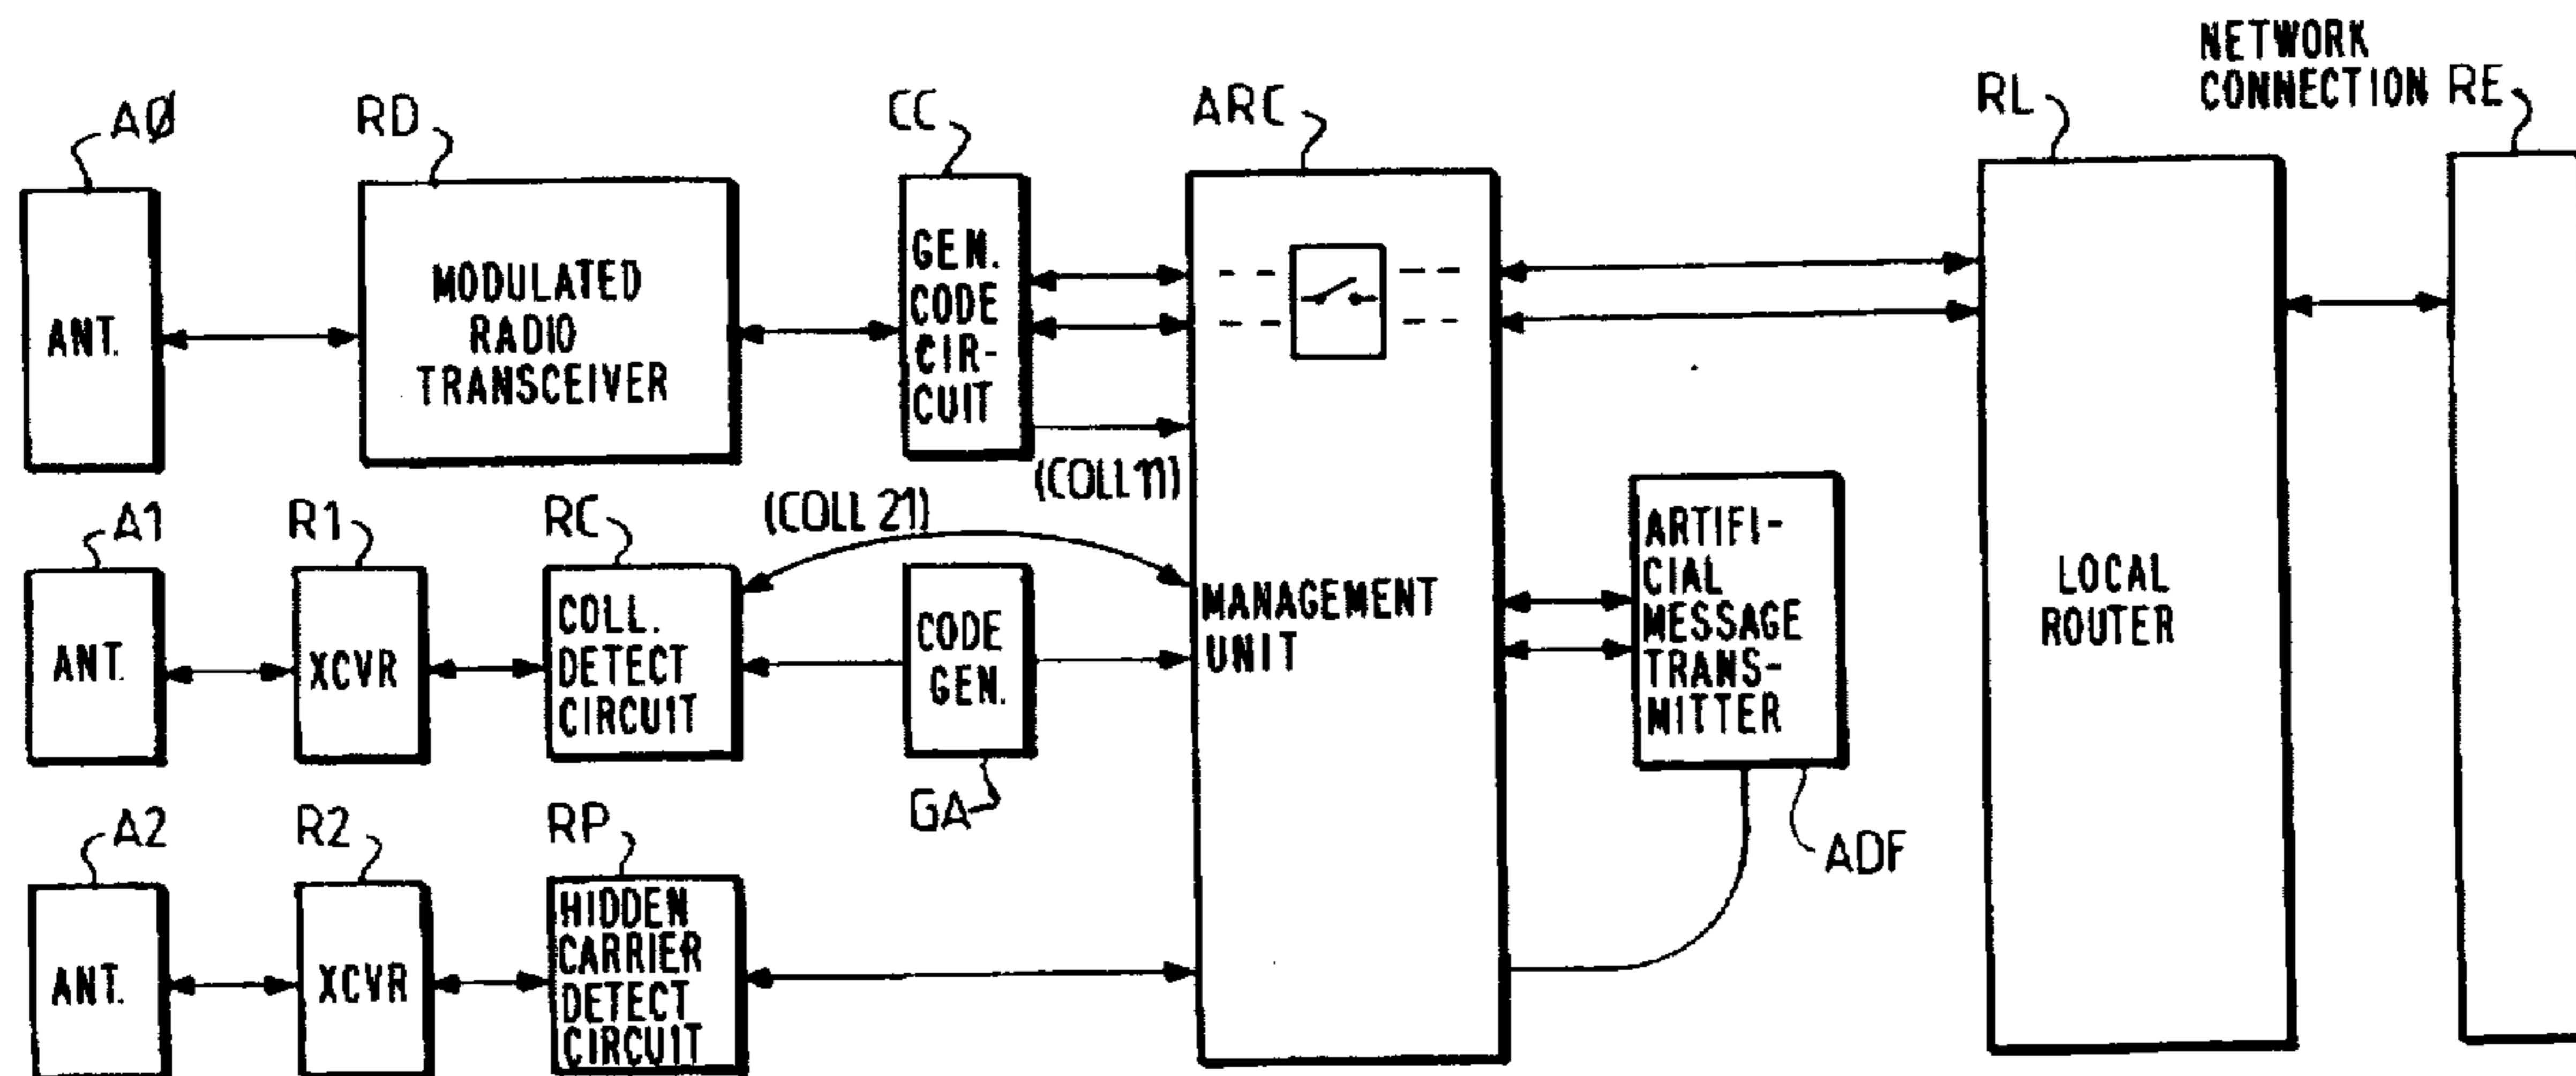 NETWORK
CONNECTION
AØ
RD
CC
ARC
RL
RE
ANT.
MODULATED
RADIO
TRANSCEIVER
GEN.
CODE
CIR-
CUIT
(COLL 11)
(COLL 21)
A1
R1
RC
ANT.
XCVR
COLL.
DETECT
CIRCUIT
CODE
GEN.
GA
MANAGEMENT
UNIT
ARTIFI-
CIAL
MESSAGE
TRANS-
MITTER
ADF
LOCAL
ROUTER
A2
R2
RP
ANT.
XCVR
HIDDEN
CARRIER
DETECT
CIRCUIT